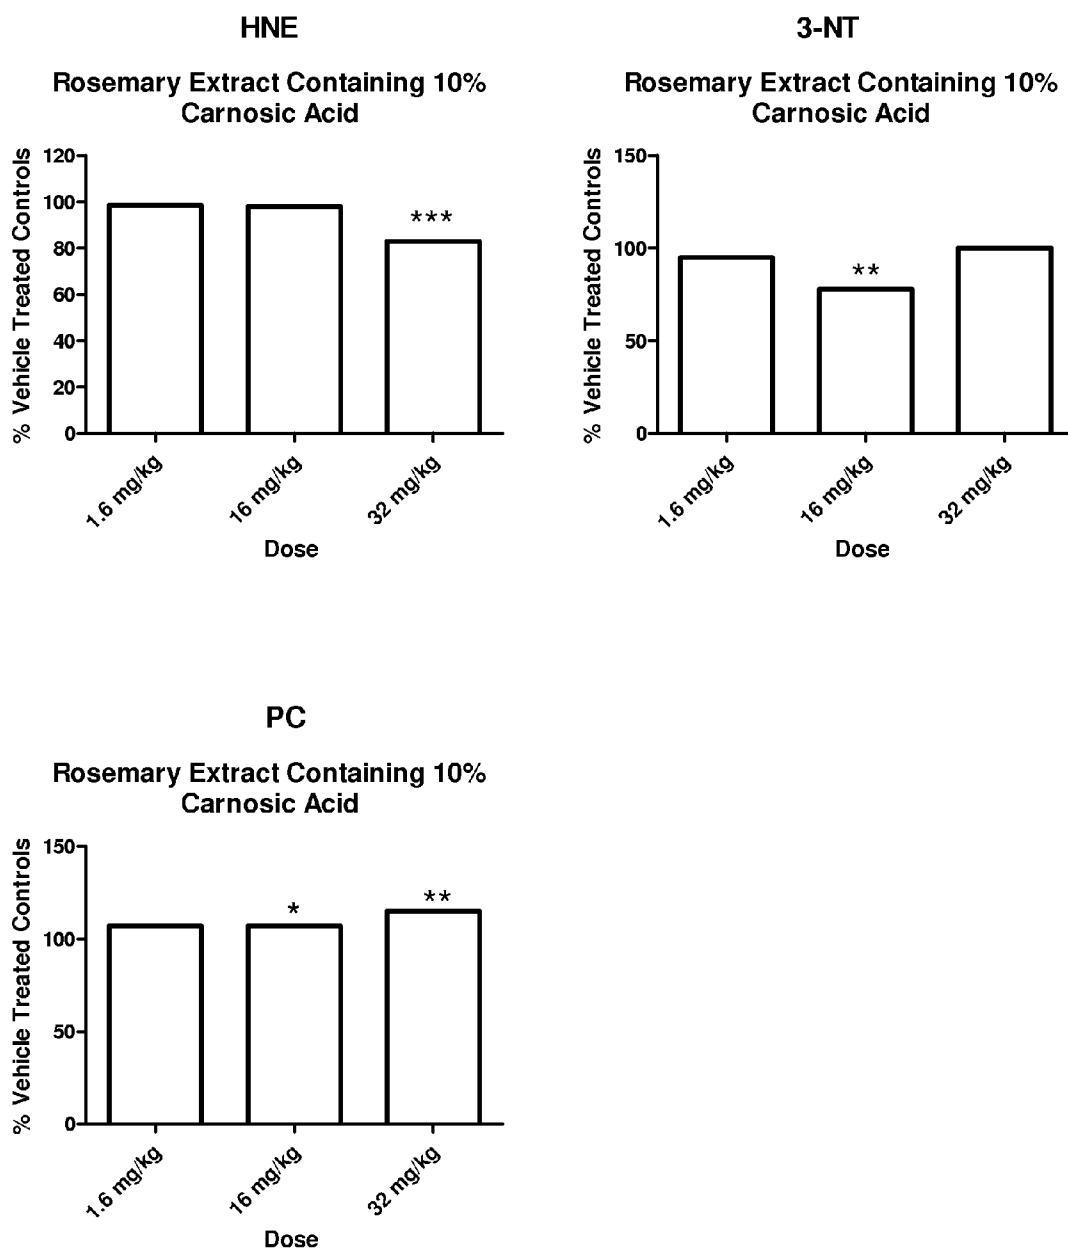 HNE
Rosemary Extract Containing 10%
Carnosic Acid
% Vehicle Treated Controls
120
100
80
60
40
20
0
***
1.6 mg/kg
16 mg/kg
32 mg/kg
Dose
3-NT
Rosemary Extract Containing 10%
Carnosic Acid
% Vehicle Treated Controls
150
100
50
0
**
1.6 mg/kg
16 mg/kg
32 mg/kg
Dose
PC
Rosemary Extract Containing 10%
Carnosic Acid
% Vehicle Treated Controls
150
100
50
0
*
**
1.6 mg/kg
16 mg/kg
32 mg/kg
Dose